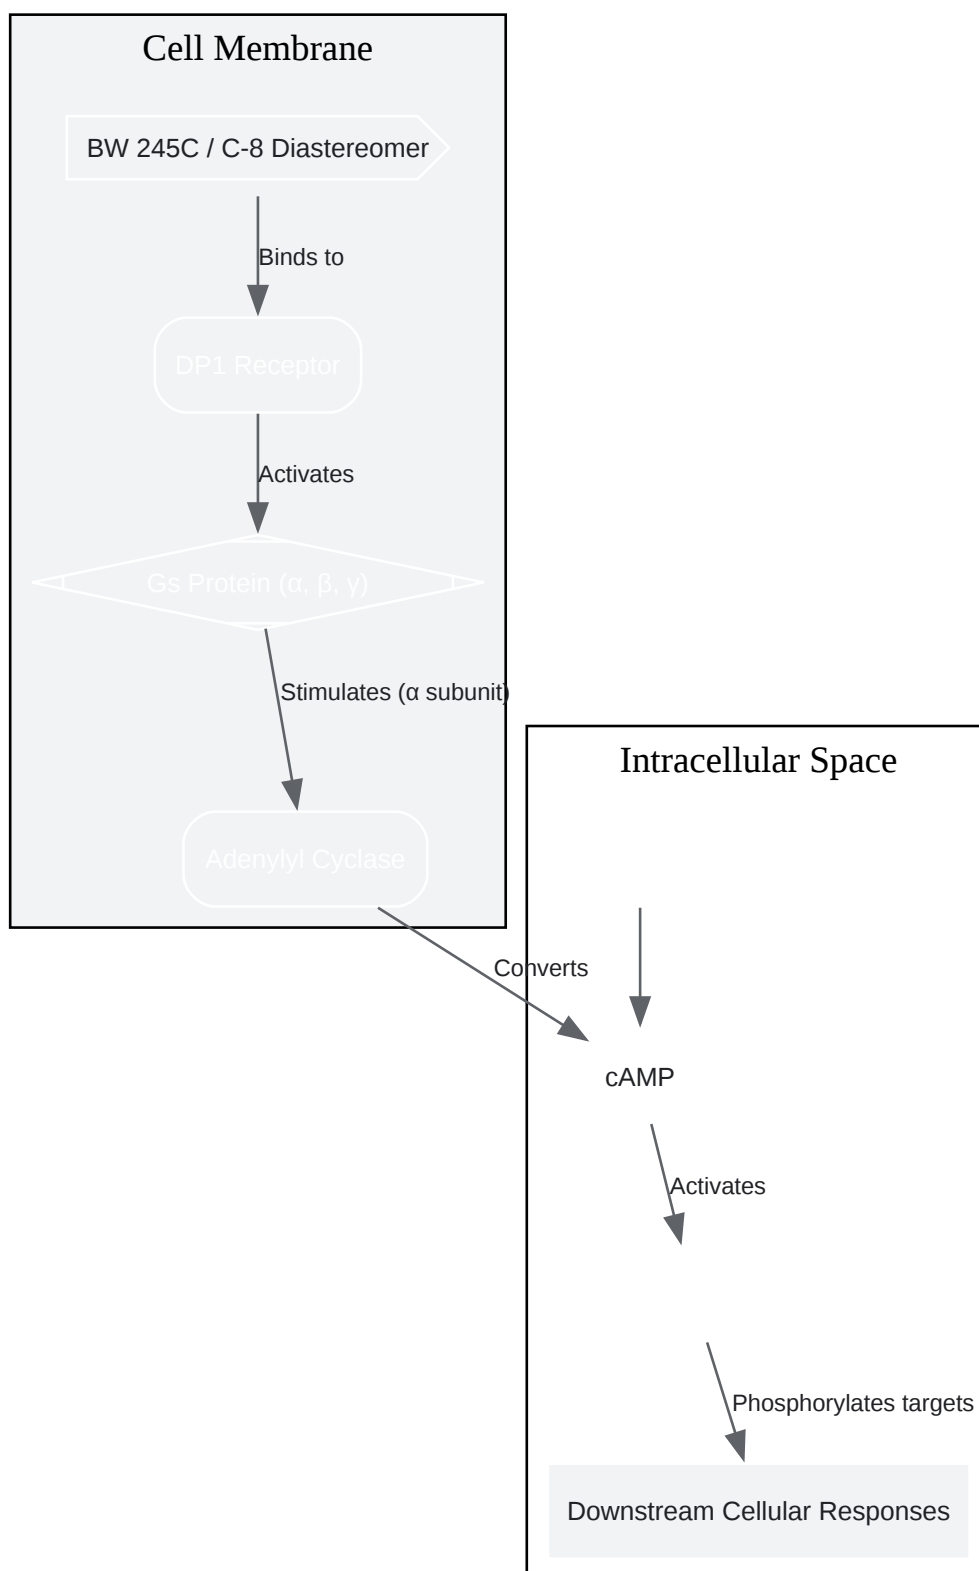 Cell Membrane
BW 245C / C-8 Diastereomer
Binds to
DP1 Receptor
Activates
Gs Protein (α, β, γ)
Stimulates (α subunit)
Adenylyl Cyclase
Intracellular Space
Converts
cAMP
Activates
Phosphorylates targets
Downstream Cellular Responses